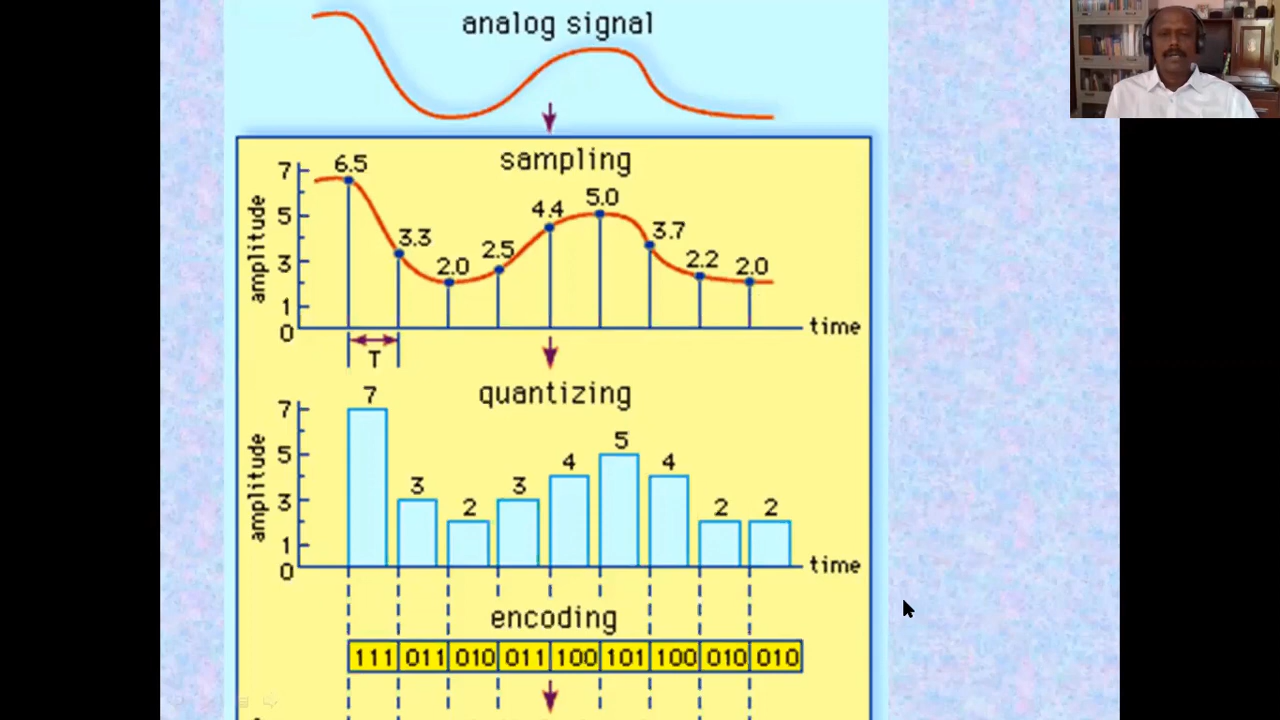 analog signal
sampling
7
6.5
5.0
4.4
3.7
3.3
2.5
2.0
2.2
2.0
5
3
1
0
amplitude
time
T
quantizing
7
7
5
5
4
4
3
3
3
2
2
2
1
0
amplitude
time
encoding
111 011 010 011 100 101 100 010 010